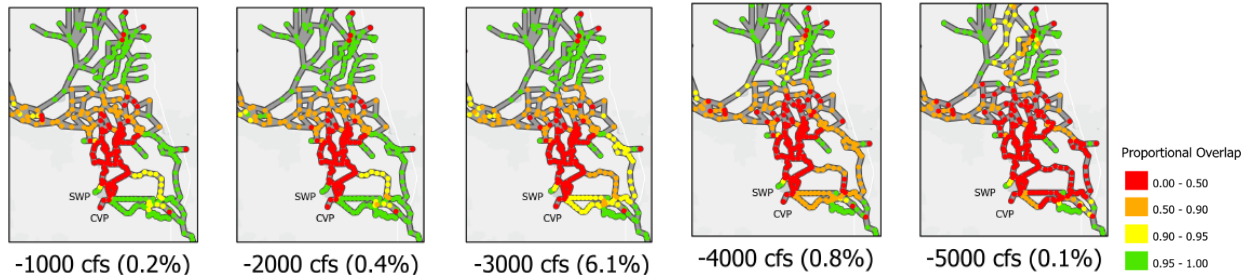 SWP
CVP
-1000 cfs (0.2%)
SWP
CVP
-2000 cfs (0.4%)
SWP
CVP
-3000 cfs (6.1%)
SWP
CVP
-4000 cfs (0.8%)
SWP
CVP
-5000 cfs (0.1%)
Proportional Overlap
0.00 - 0.50
0.50 - 0.90
0.90 - 0.95
0.95 - 1.00